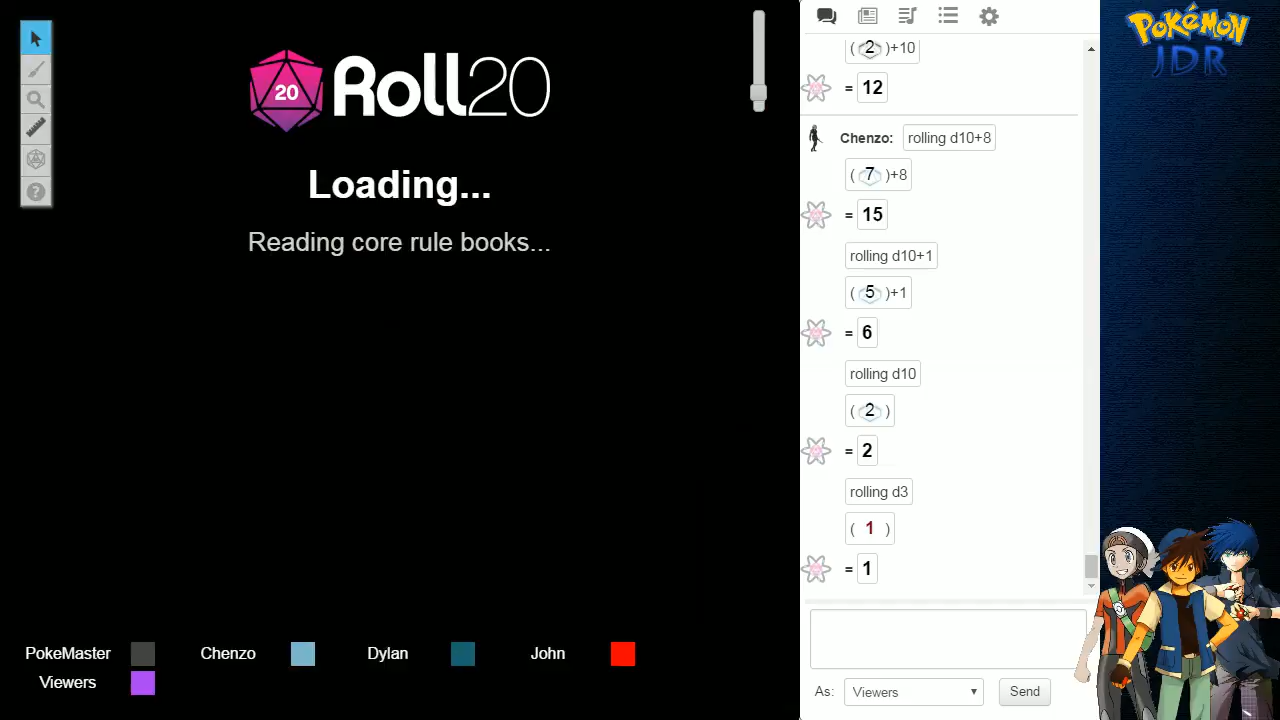 20 Roll20
Loading...
Reading core rule books...
PokeMaster
Chenzo
Dylan
John
Viewers
( 2 )+10
= 12
Chenzo: rolling d10+8
( 7 )+8
= 15
rolling d10+1
( 5 )+1
= 6
rolling d10
( 2 )
= 2
rolling d3
( 1 )
= 1
As: Viewers Send
POKéMON
JDR